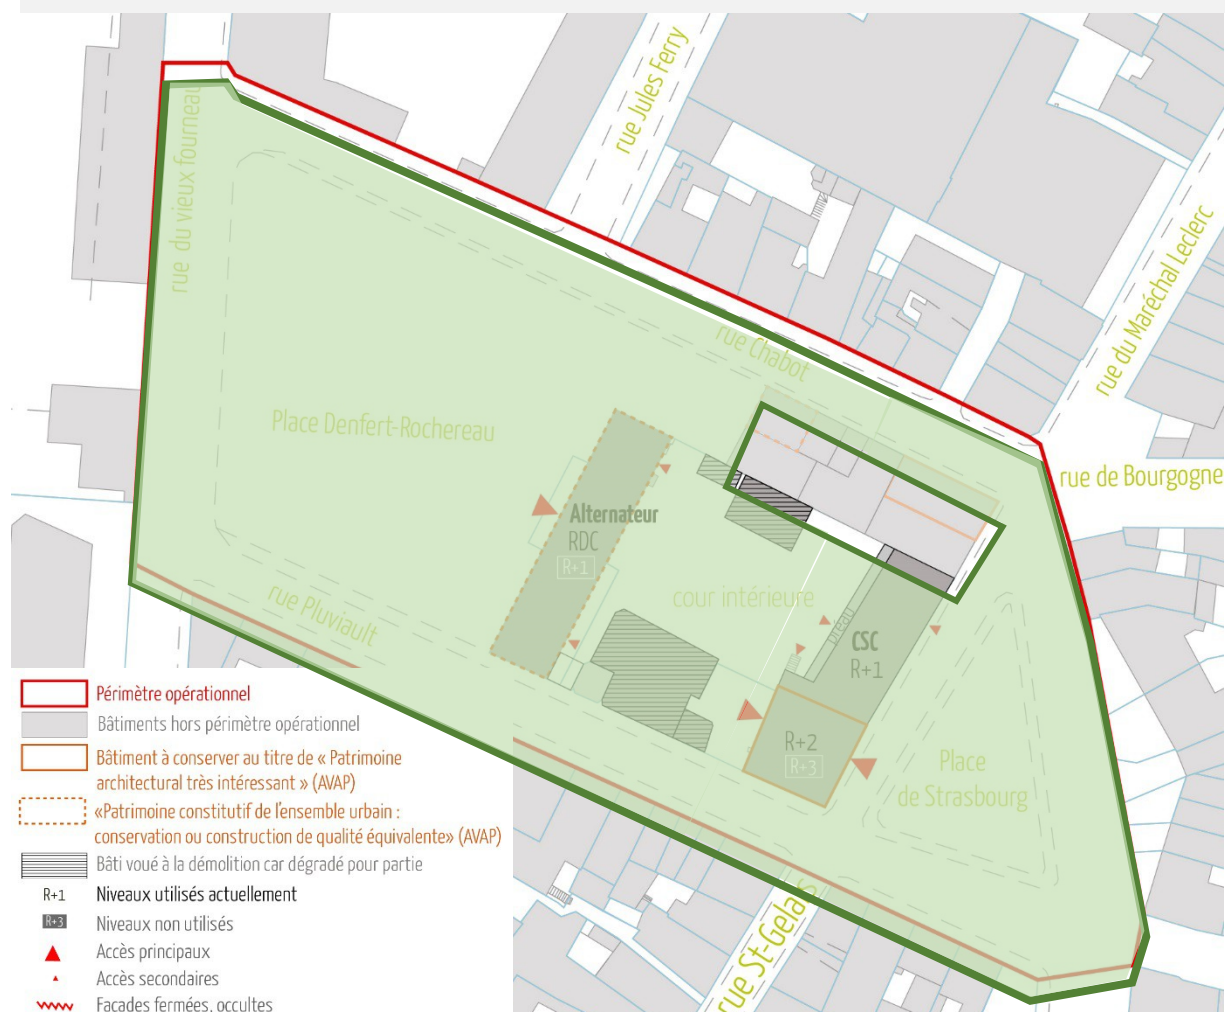 rue Jules Ferry
rue du vieux fourneau
rue du Maréchal Leclerc
rue Chabot
Place Denfert-Rochereau
rue de Bourgogne
Alternateur
RDC
R+1
cour intérieure
préau
CSC
R+1
rue Pluviault
R+2
R+3
Place
de Strasbourg
rue St-Gelais
Périmètre opérationnel
Bâtiments hors périmètre opérationnel
Bâtiment à conserver au titre de « Patrimoine
architectural très intéressant » (AVAP)
«Patrimoine constitutif de l'ensemble urbain :
conservation ou construction de qualité équivalente» (AVAP)
Bâti voué à la démolition car dégradé pour partie
R+1 Niveaux utilisés actuellement
R+3 Niveaux non utilisés
Accès principaux
Accès secondaires
Facades fermées, occultes